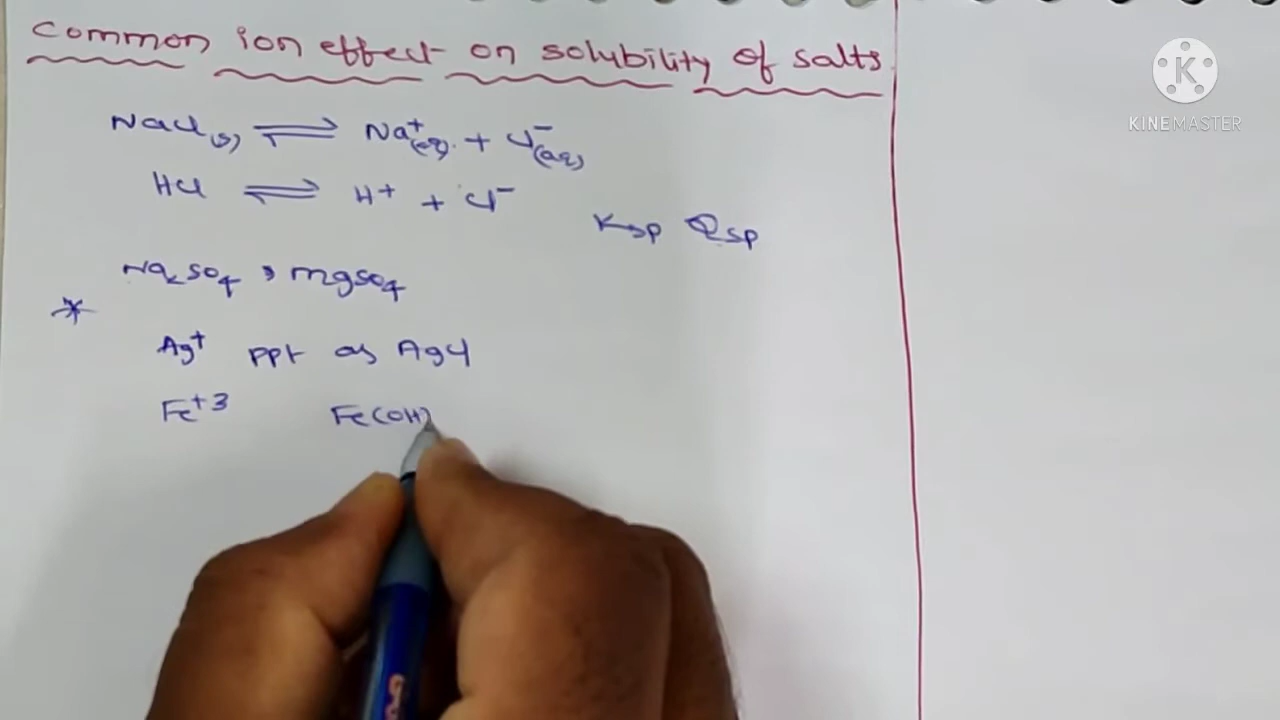 Common ion effect on solubility of salts
NaCl(s) ⇌ Na⁺(aq) + Cl⁻(aq)
HCl ⇌ H⁺ + Cl⁻
Ksp Qsp
Na₂SO₄, MgSO₄
*
Ag⁺ ppt as AgCl
Fe⁺³ Fe(OH)
KINEMASTER